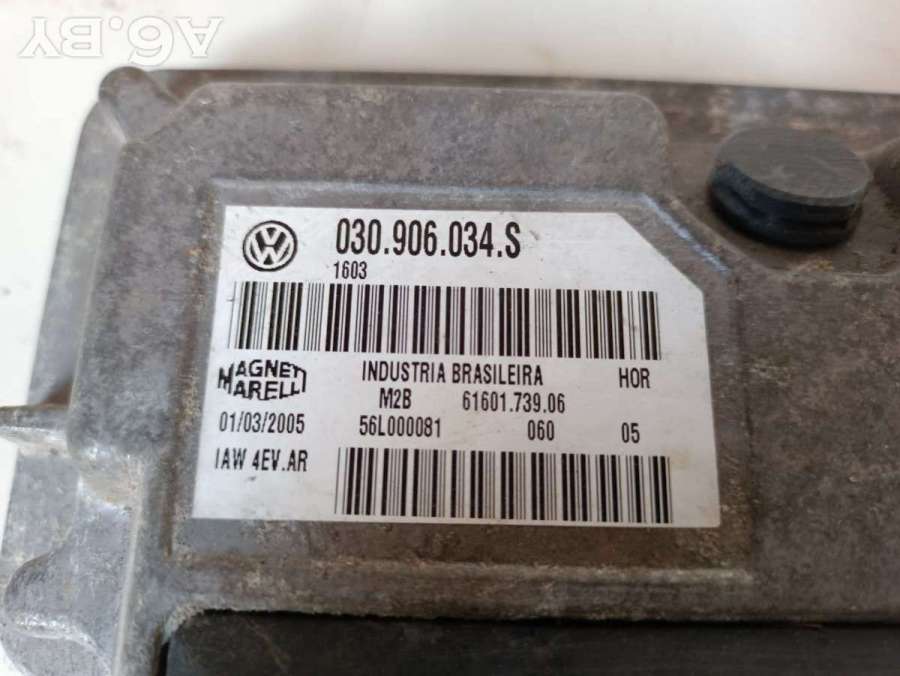 A6.BY
VW
030.906.034.S
1603
MAGNETI MARELLI
INDUSTRIA BRASILEIRA HOR
M2B 61601.739.06
01/03/2005 56L000081 060 05
IAW 4EV.AR